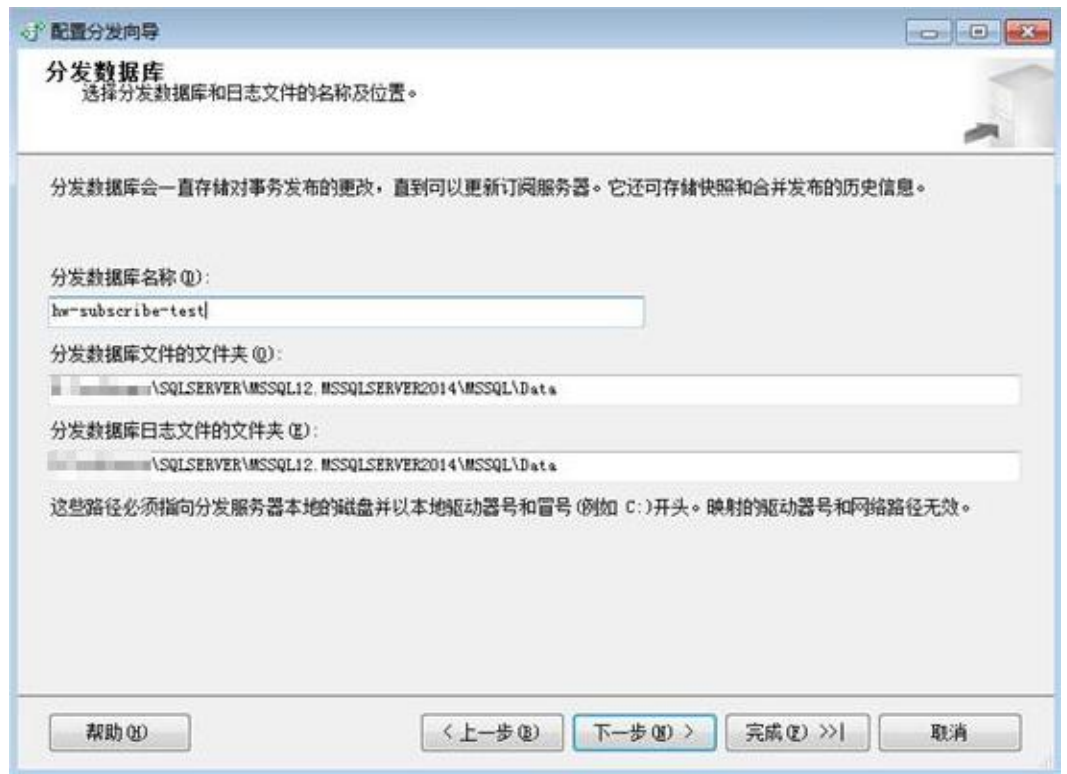 配置分发向导
分发数据库
选择分发数据库和日志文件的名称及位置。
分发数据库会一直存储对事务发布的更改，直到可以更新订阅服务器。它还可存储快照和合并发布的历史信息。
分发数据库名称(D):
hw-subscribe-test
分发数据库文件的文件夹(O):
\SQLSERVER\MSSQL12.MSSQLSERVER2014\MSSQL\Data
分发数据库日志文件的文件夹(E):
\SQLSERVER\MSSQL12.MSSQLSERVER2014\MSSQL\Data
这些路径必须指向分发服务器本地的磁盘并以本地驱动器号和冒号(例如 C:)开头。映射的驱动器号和网络路径无效。
帮助(H)
<上一步(B)
下一步(N) >
完成(F) >>|
取消